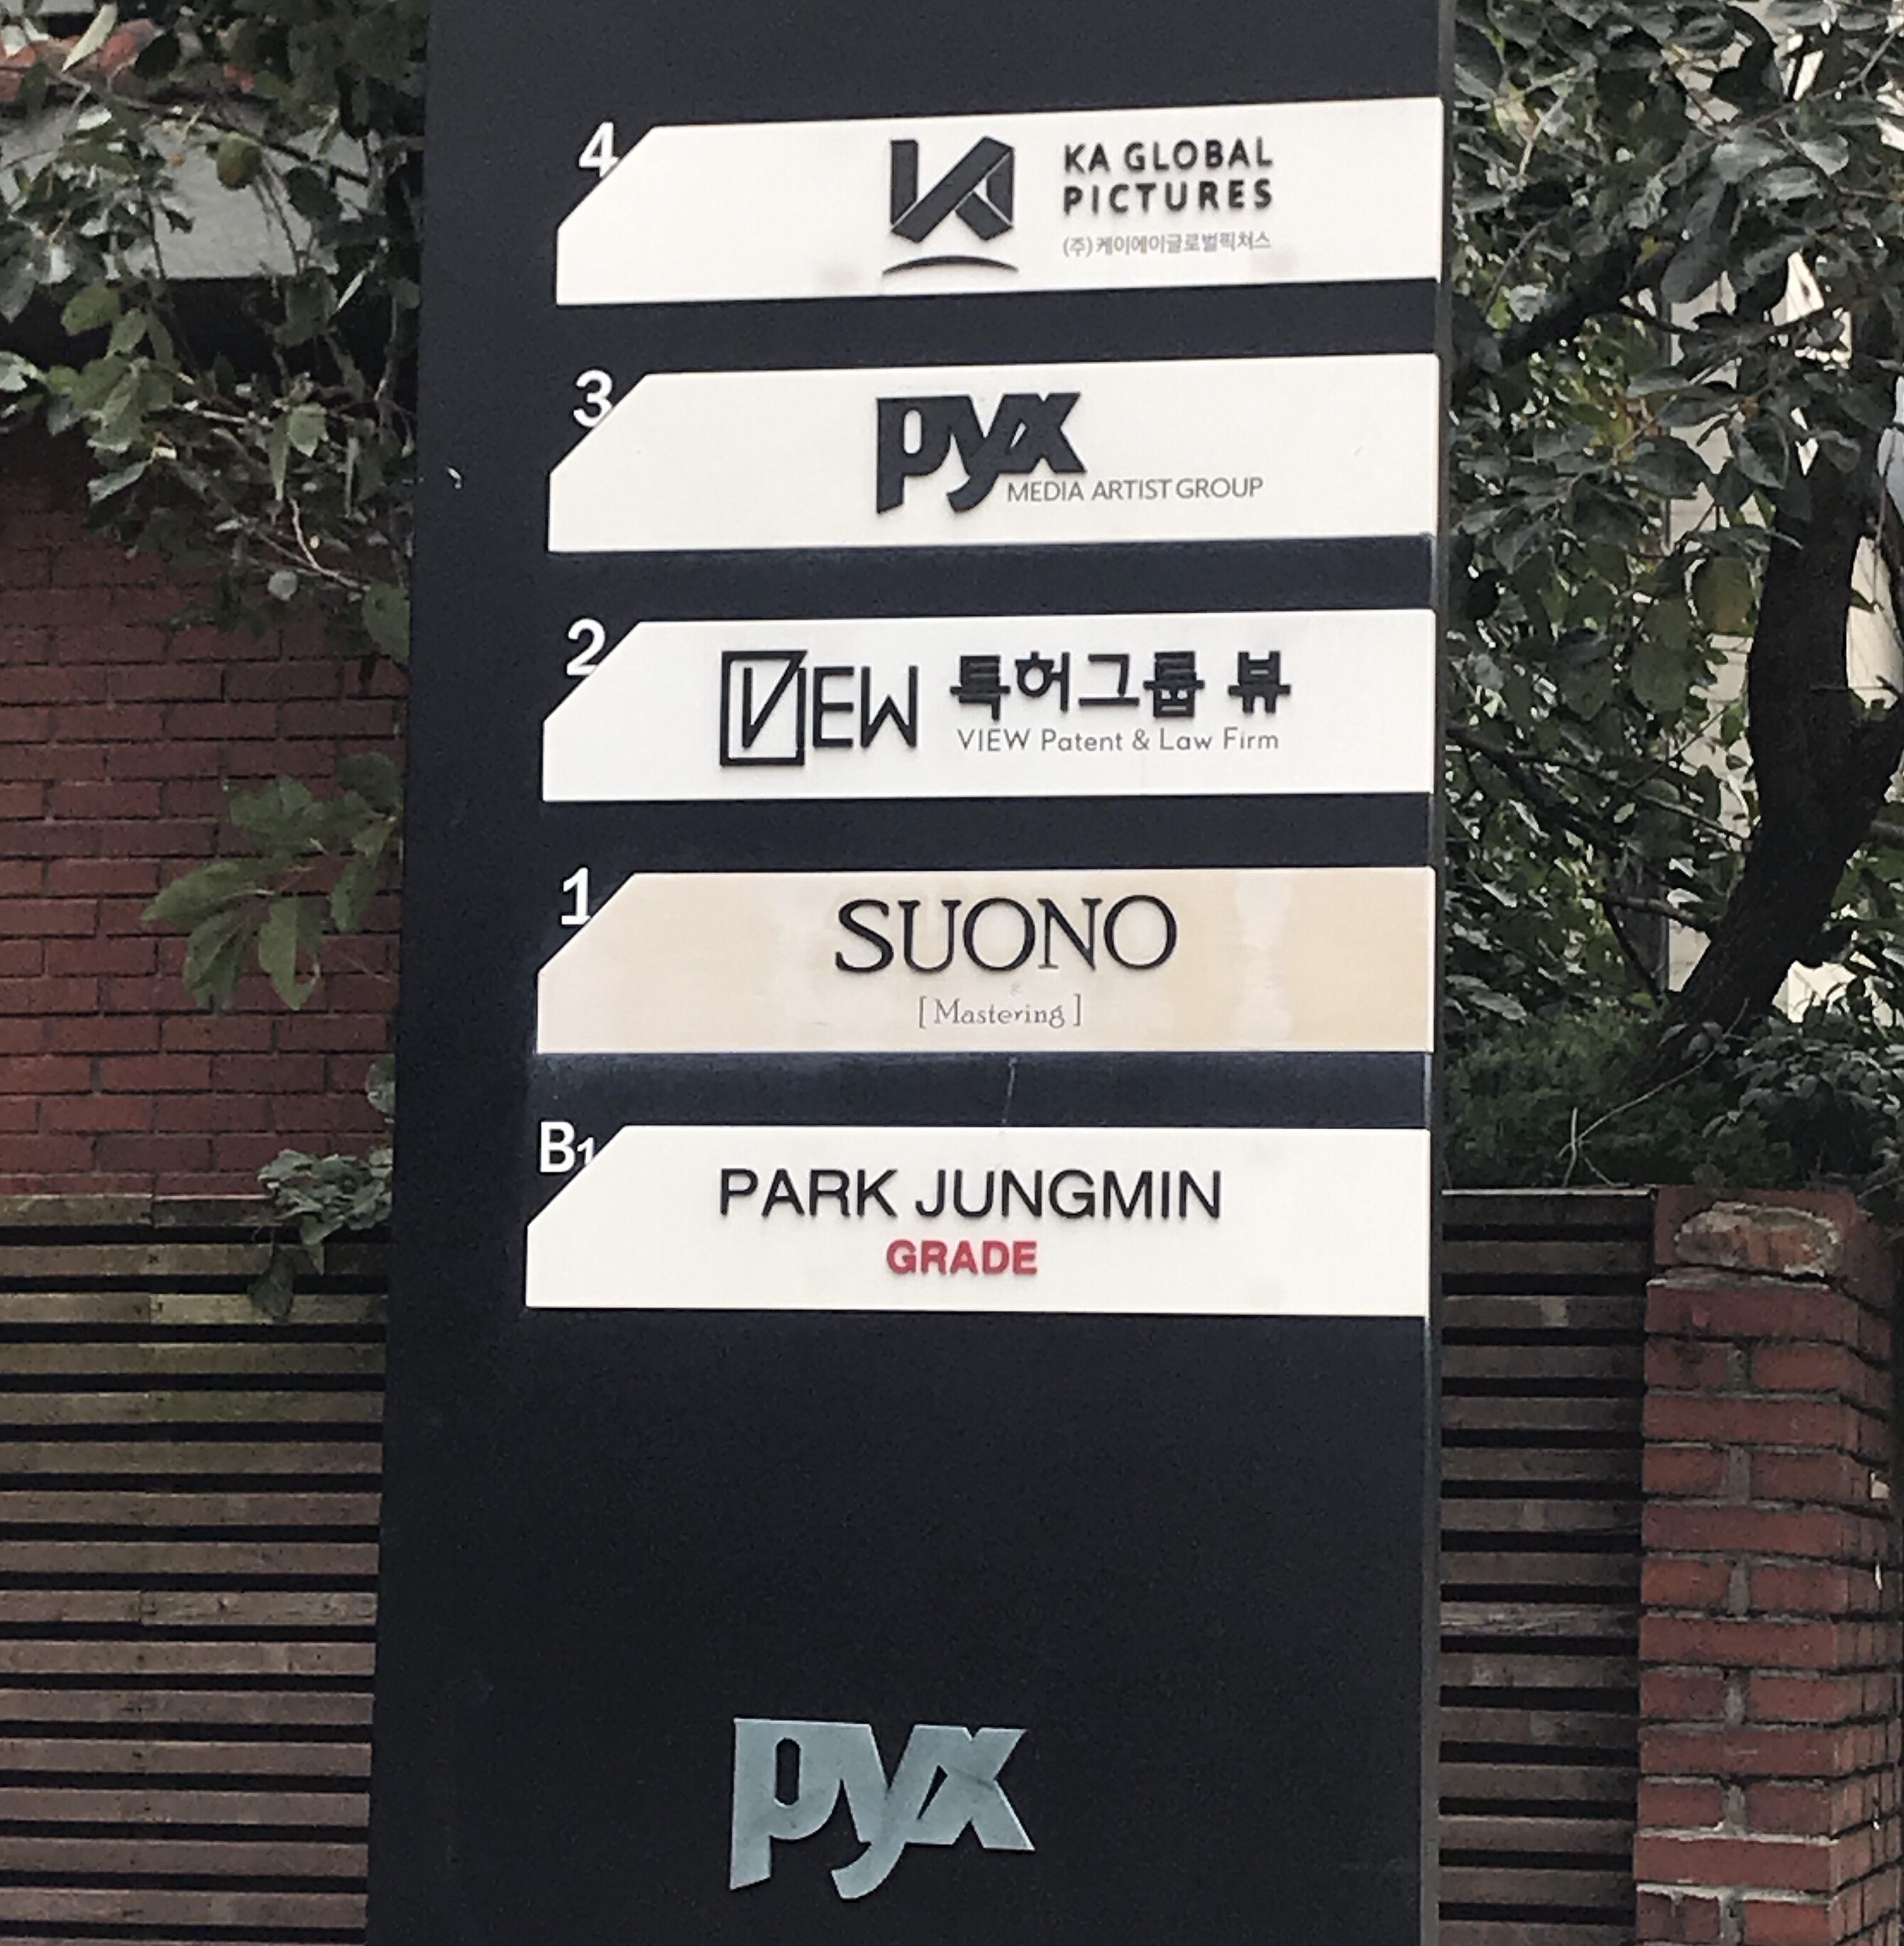 4
KA GLOBAL
PICTURES
(주)케이에이글로벌픽쳐스
3
pyx
MEDIA ARTIST GROUP
2
VIEW 특허그룹 뷰
VIEW Patent & Law Firm
1
SUONO
[ Mastering ]
B1
PARK JUNGMIN
GRADE
pyx